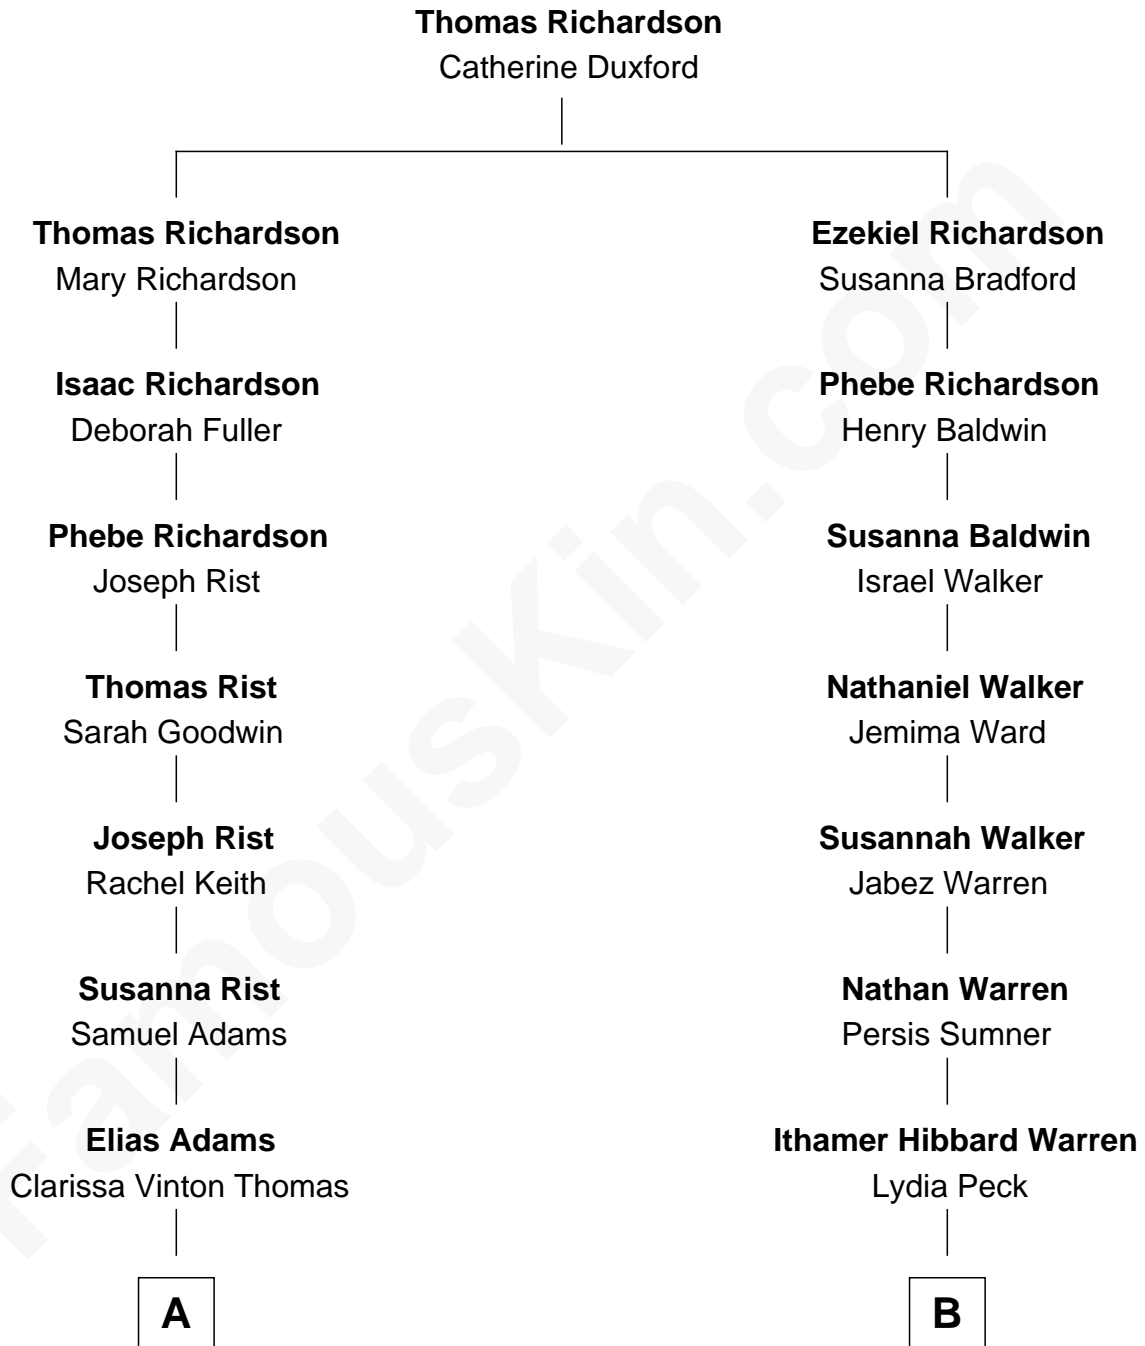 Thomas Richardson
Catherine Duxford
Thomas Richardson
Mary Richardson
Isaac Richardson
Deborah Fuller
Phebe Richardson
Joseph Rist
Thomas Rist
Sarah Goodwin
Joseph Rist
Rachel Keith
Susanna Rist
Samuel Adams
Elias Adams
Clarissa Vinton Thomas
A
Ezekiel Richardson
Susanna Bradford
Phebe Richardson
Henry Baldwin
Susanna Baldwin
Israel Walker
Nathaniel Walker
Jemima Ward
Susannah Walker
Jabez Warren
Nathan Warren
Persis Sumner
Ithamer Hibbard Warren
Lydia Peck
B
FamousKin.com